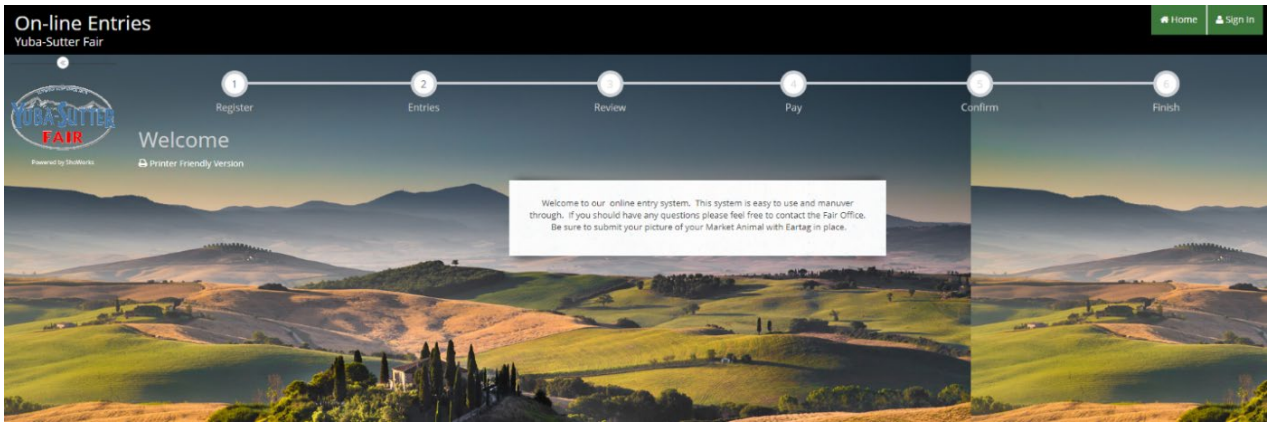 On-line Entries
Yuba-Sutter Fair
Home
Sign In
1
2
3
4
5
6
Register
Entries
Review
Pay
Confirm
Finish
YUBA-SUTTER
FAIR
Powered by ShoWorks
Welcome
Printer Friendly Version
Welcome to our online entry system. This system is easy to use and manuver
through. If you should have any questions please feel free to contact the Fair Office.
Be sure to submit your picture of your Market Animal with Eartag in place.